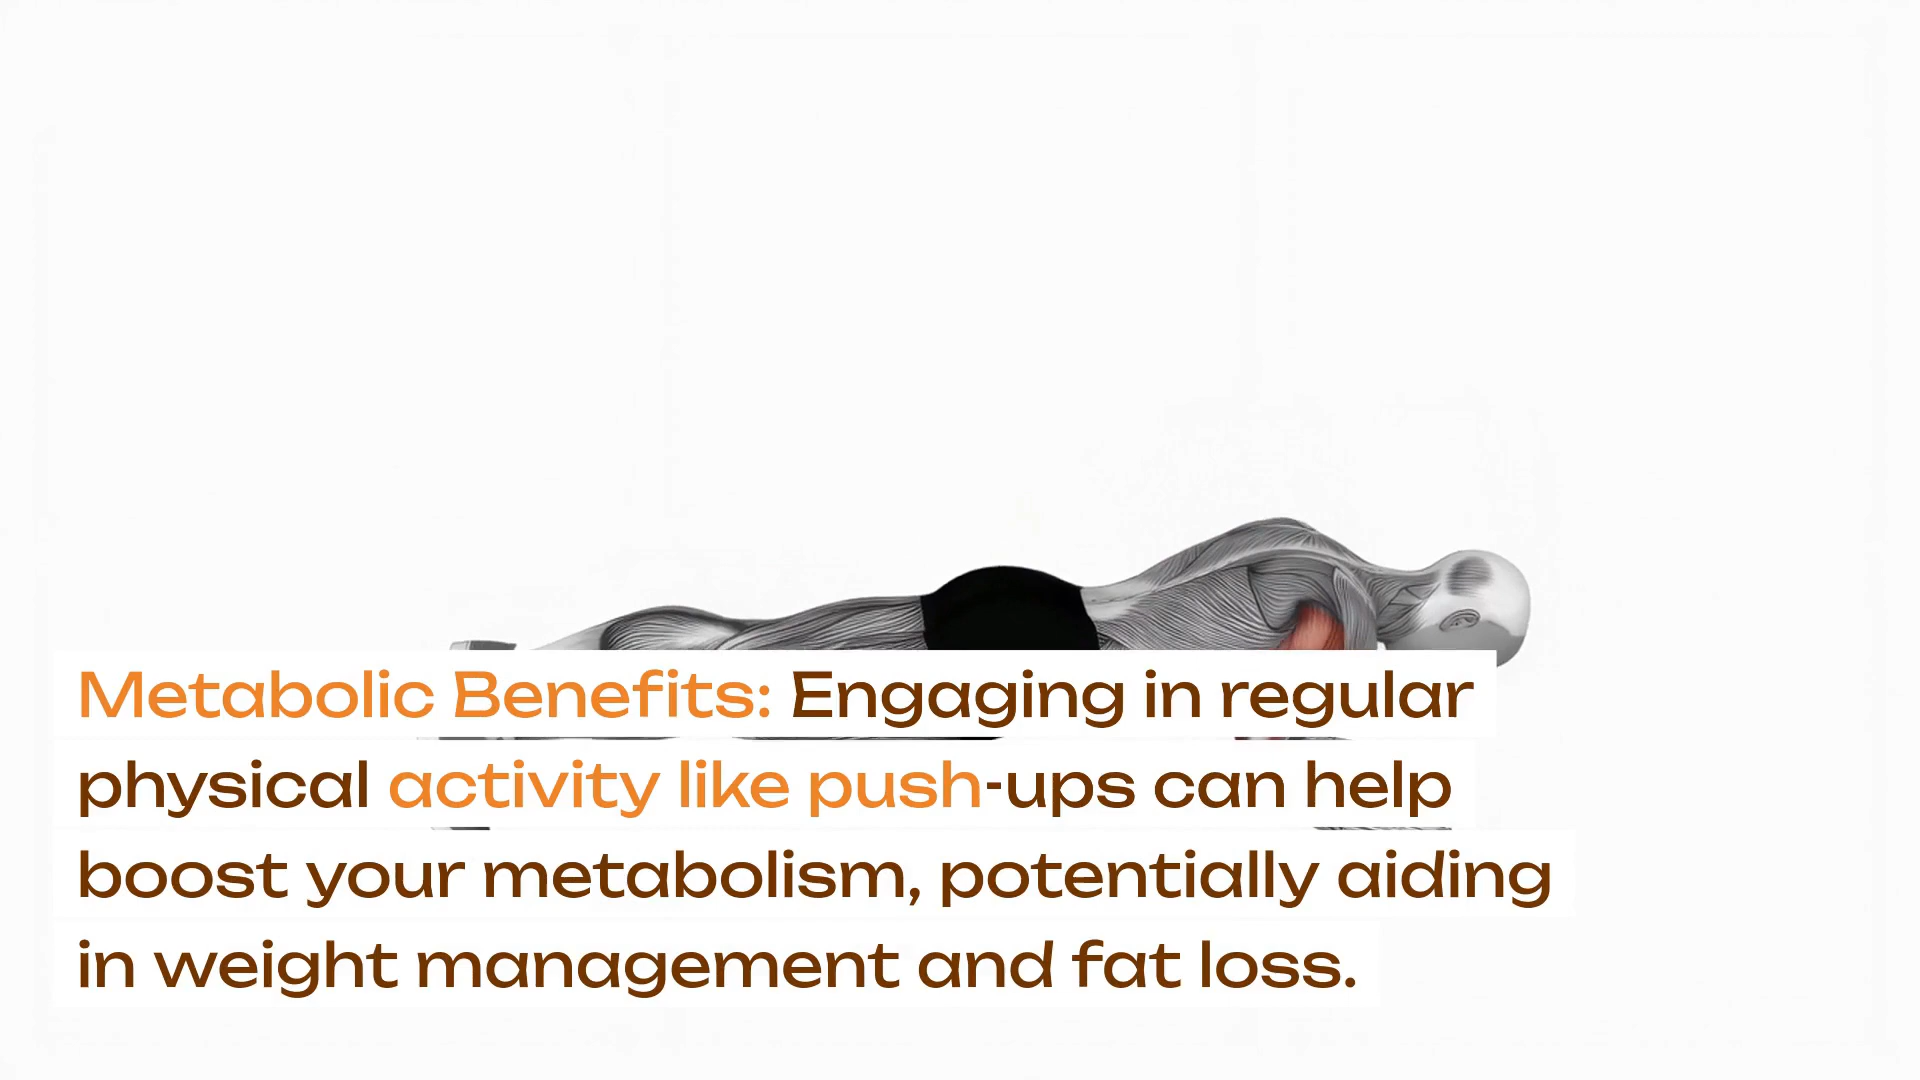 Metabolic Benefits: Engaging in regular
physical activity like push-ups can help
boost your metabolism, potentially aiding
in weight management and fat loss.